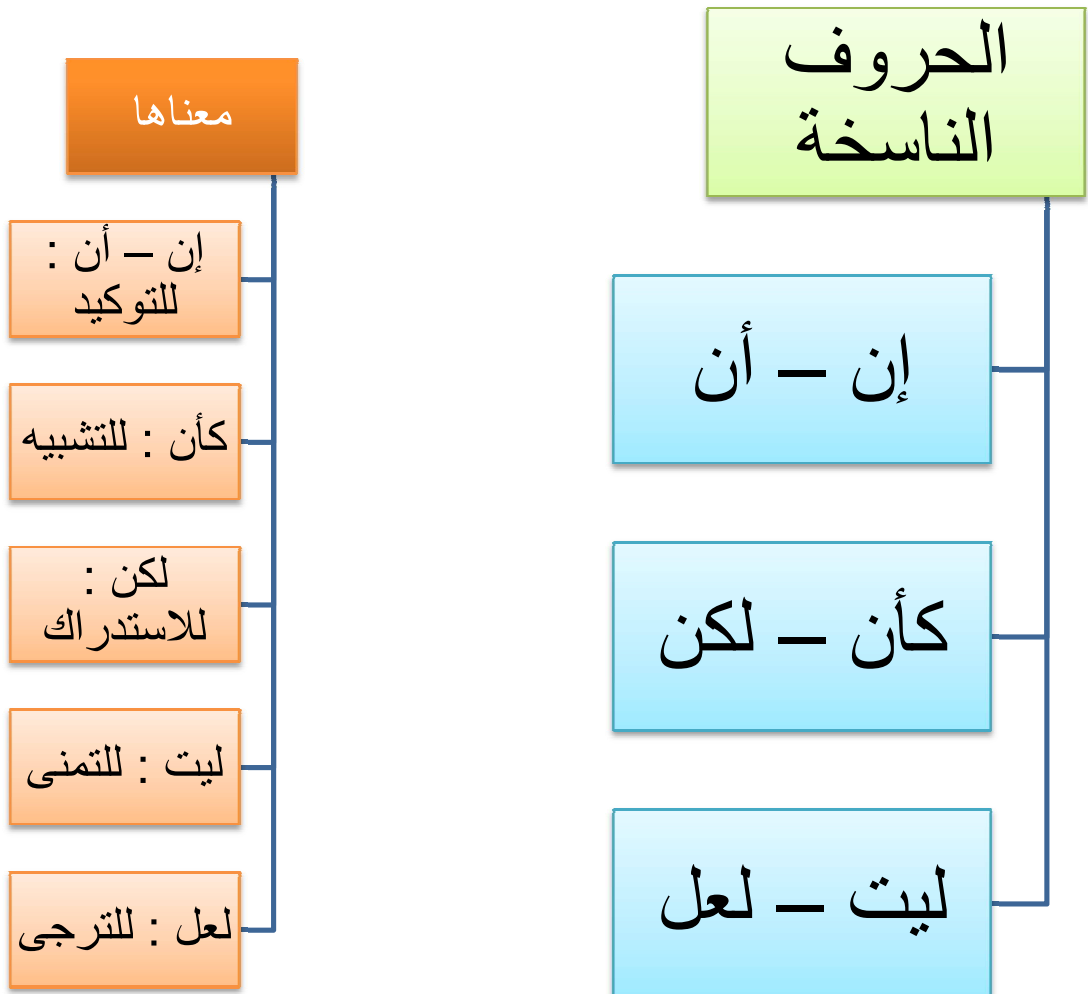 الحروف
الناسخة
إن – أن
كأن – لكن
ليت – لعل
معناها
إن – أن :
للتوكيد
كأن : للتشبيه
لكن :
للاستدراك
ليت : للتمنى
لعل : للترجى